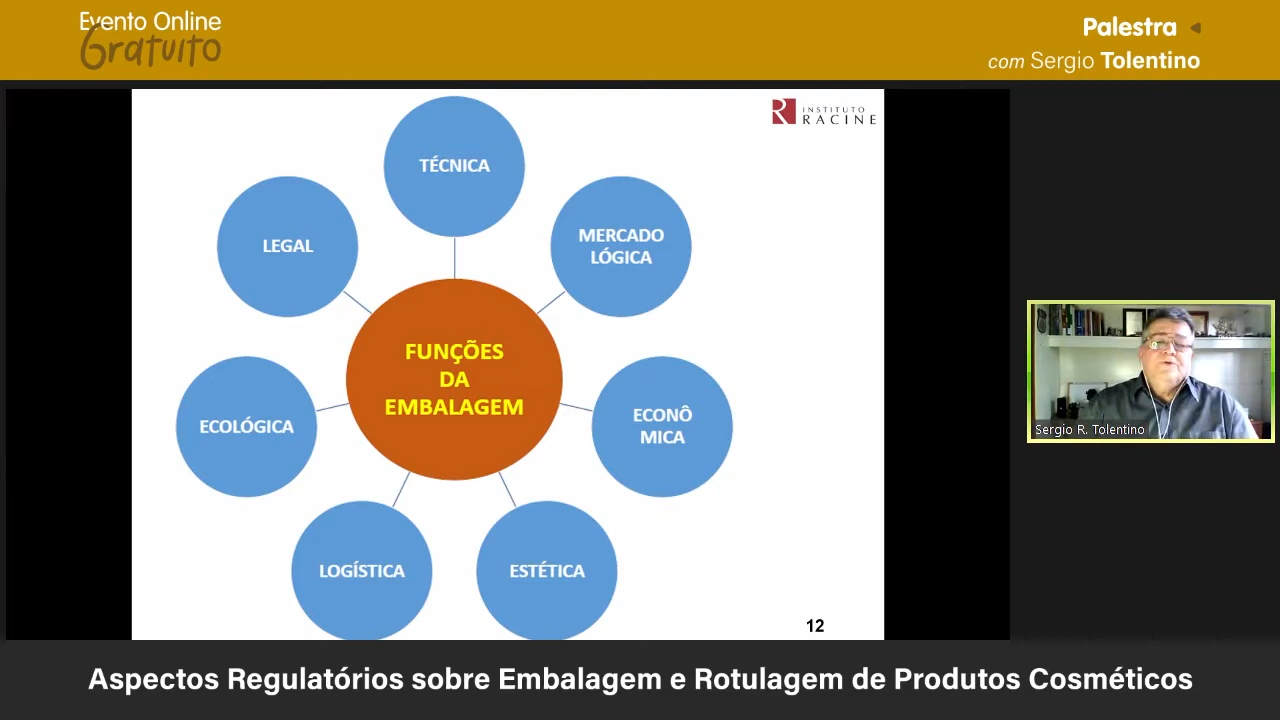 Evento Online
Gratuito
Palestra
com Sergio Tolentino
INSTITUTO
RACINE
TÉCNICA
LEGAL
MERCADO
LÓGICA
FUNÇÕES
DA
EMBALAGEM
ECOLÓGICA
ECONÔ
MICA
LOGÍSTICA
ESTÉTICA
12
Sergio R. Tolentino
Aspectos Regulatórios sobre Embalagem e Rotulagem de Produtos Cosméticos